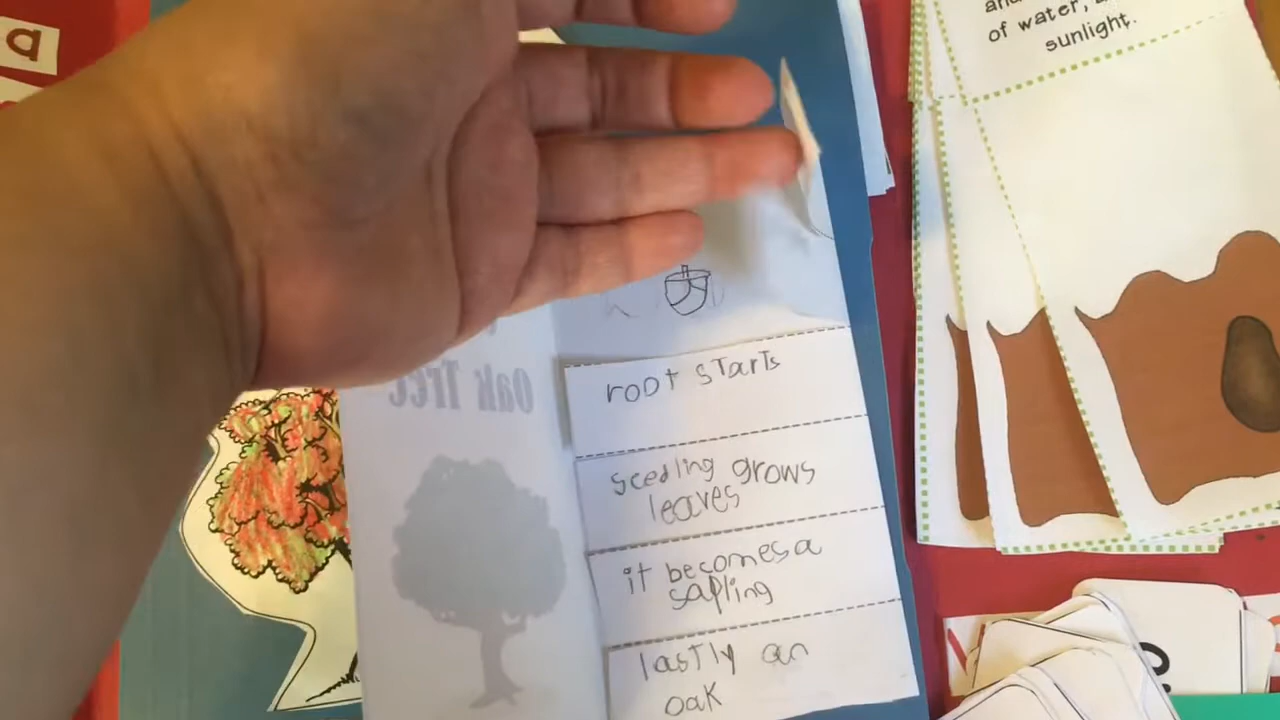 a
of water,
sunlight.
Oak Tree
root starts
seedling grows
leaves
it becomes a
sapling
lastly an
oak